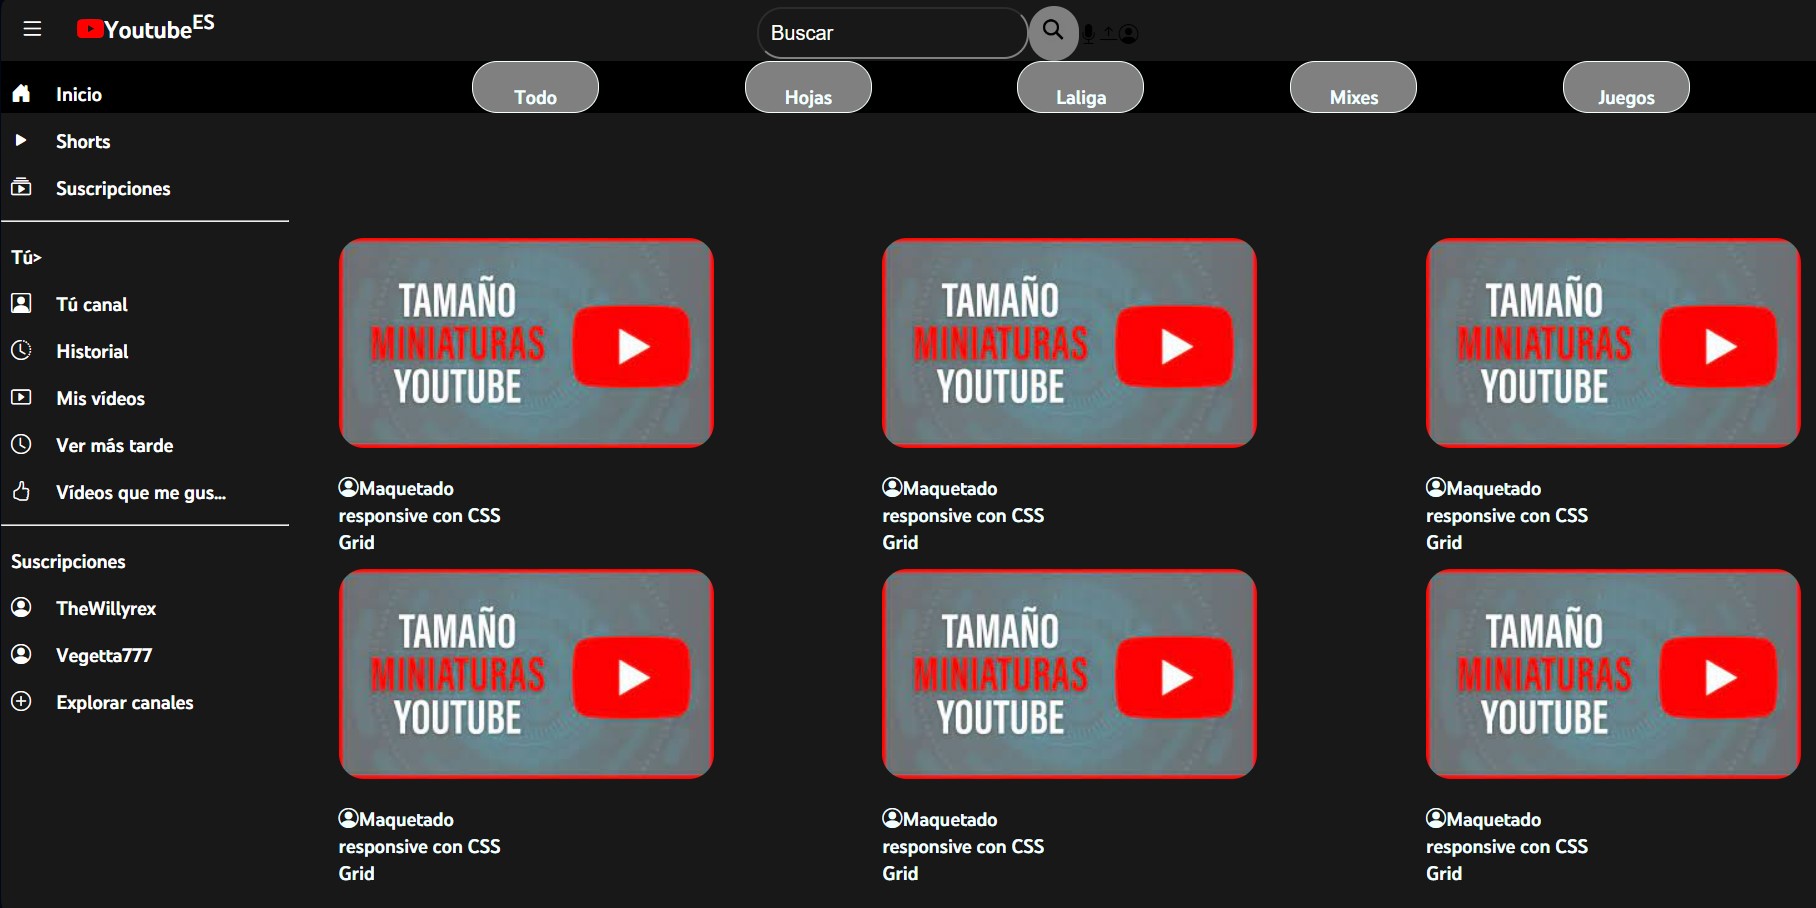 YoutubeES
Buscar
Inicio
Todo
Hojas
Laliga
Mixes
Juegos
Shorts
Suscripciones
Tú>
Tú canal
Historial
Mis vídeos
Ver más tarde
Vídeos que me gus...
Suscripciones
TheWillyrex
Vegetta777
Explorar canales
TAMAÑO
MINIATURAS
YOUTUBE
Maquetado
responsive con CSS
Grid
TAMAÑO
MINIATURAS
YOUTUBE
Maquetado
responsive con CSS
Grid
TAMAÑO
MINIATURAS
YOUTUBE
Maquetado
responsive con CSS
Grid
TAMAÑO
MINIATURAS
YOUTUBE
Maquetado
responsive con CSS
Grid
TAMAÑO
MINIATURAS
YOUTUBE
Maquetado
responsive con CSS
Grid
TAMAÑO
MINIATURAS
YOUTUBE
Maquetado
responsive con CSS
Grid